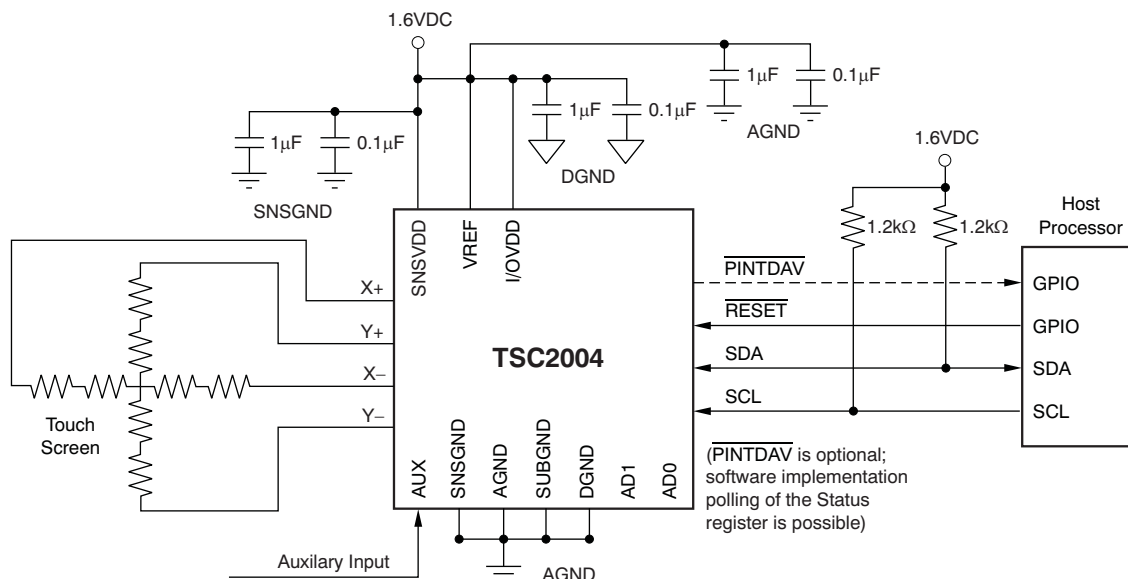 1.6VDC
1μF
0.1μF
AGND
1μF
0.1μF
DGND
1μF
0.1μF
SNSGND
1.6VDC
1.2kΩ
1.2kΩ
Host
Processor
SNSVDD
VREF
I/OVDD
X+
Y+
X−
Y−
Touch
Screen
TSC2004
PINTDAV
RESET
SDA
SCL
GPIO
GPIO
SDA
SCL
AUX
SNSGND
AGND
SUBGND
DGND
AD1
AD0
(PINTDAV is optional;
software implementation
polling of the Status
register is possible)
Auxilary Input
AGND